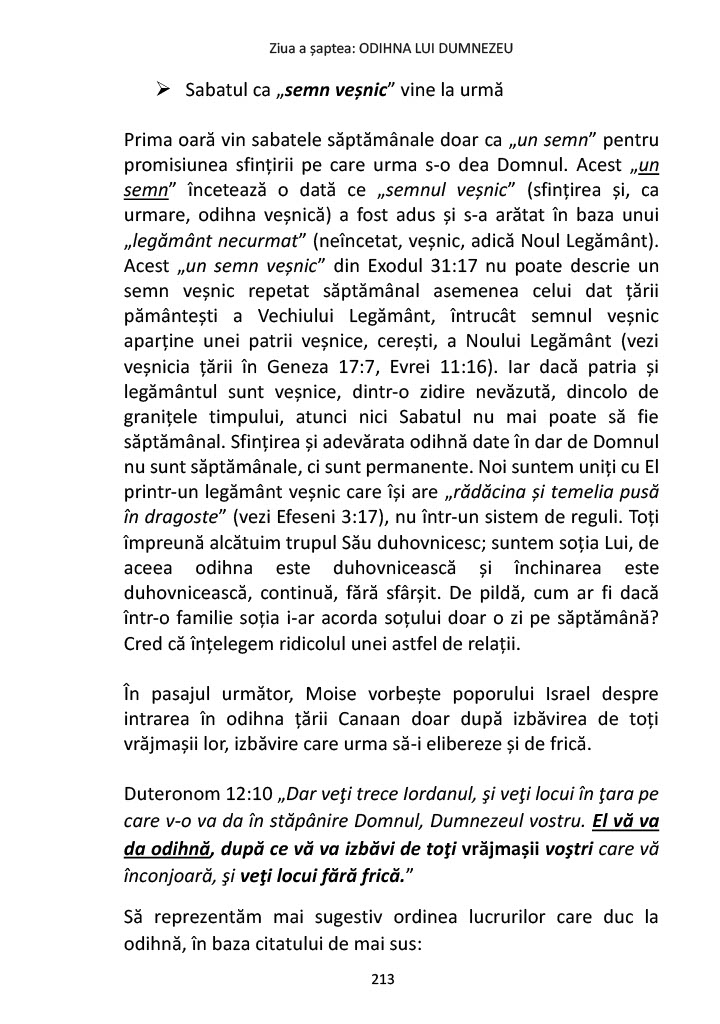 Ziua a șaptea: ODIHNA LUI DUMNEZEU
➢ Sabatul ca „semn veșnic” vine la urmă
Prima oară vin sabatele săptămânale doar ca „un semn” pentru
promisiunea sfințirii pe care urma s-o dea Domnul. Acest „un
semn” încetează o dată ce „semnul veșnic” (sfințirea și, ca
urmare, odihna veșnică) a fost adus și s-a arătat în baza unui
„legământ necurmat” (neîncetat, veșnic, adică Noul Legământ).
Acest „un semn veșnic” din Exodul 31:17 nu poate descrie un
semn veșnic repetat săptămânal asemenea celui dat țării
pământești a Vechiului Legământ, întrucât semnul veșnic
aparține unei patrii veșnice, cerești, a Noului Legământ (vezi
veșnicia țării în Geneza 17:7, Evrei 11:16). Iar dacă patria și
legământul sunt veșnice, dintr-o zidire nevăzută, dincolo de
granițele timpului, atunci nici Sabatul nu mai poate să fie
săptămânal. Sfințirea și adevărata odihnă date în dar de Domnul
nu sunt săptămânale, ci sunt permanente. Noi suntem uniți cu El
printr-un legământ veșnic care își are „rădăcina și temelia pusă
în dragoste” (vezi Efeseni 3:17), nu într-un sistem de reguli. Toți
împreună alcătuim trupul Său duhovnicesc; suntem soția Lui, de
aceea odihna este duhovnicească și închinarea este
duhovnicească, continuă, fără sfârșit. De pildă, cum ar fi dacă
într-o familie soția i-ar acorda soțului doar o zi pe săptămână?
Cred că înțelegem ridicolul unei astfel de relații.
În pasajul următor, Moise vorbește poporului Israel despre
intrarea în odihna țării Canaan doar după izbăvirea de toți
vrăjmașii lor, izbăvire care urma să-i elibereze și de frică.
Duteronom 12:10 „Dar veţi trece Iordanul, şi veţi locui în ţara pe
care v-o va da în stăpânire Domnul, Dumnezeul vostru. El vă va
da odihnă, după ce vă va izbăvi de toţi vrăjmașii voştri care vă
înconjoară, şi veţi locui fără frică.”
Să reprezentăm mai sugestiv ordinea lucrurilor care duc la
odihnă, în baza citatului de mai sus:
213